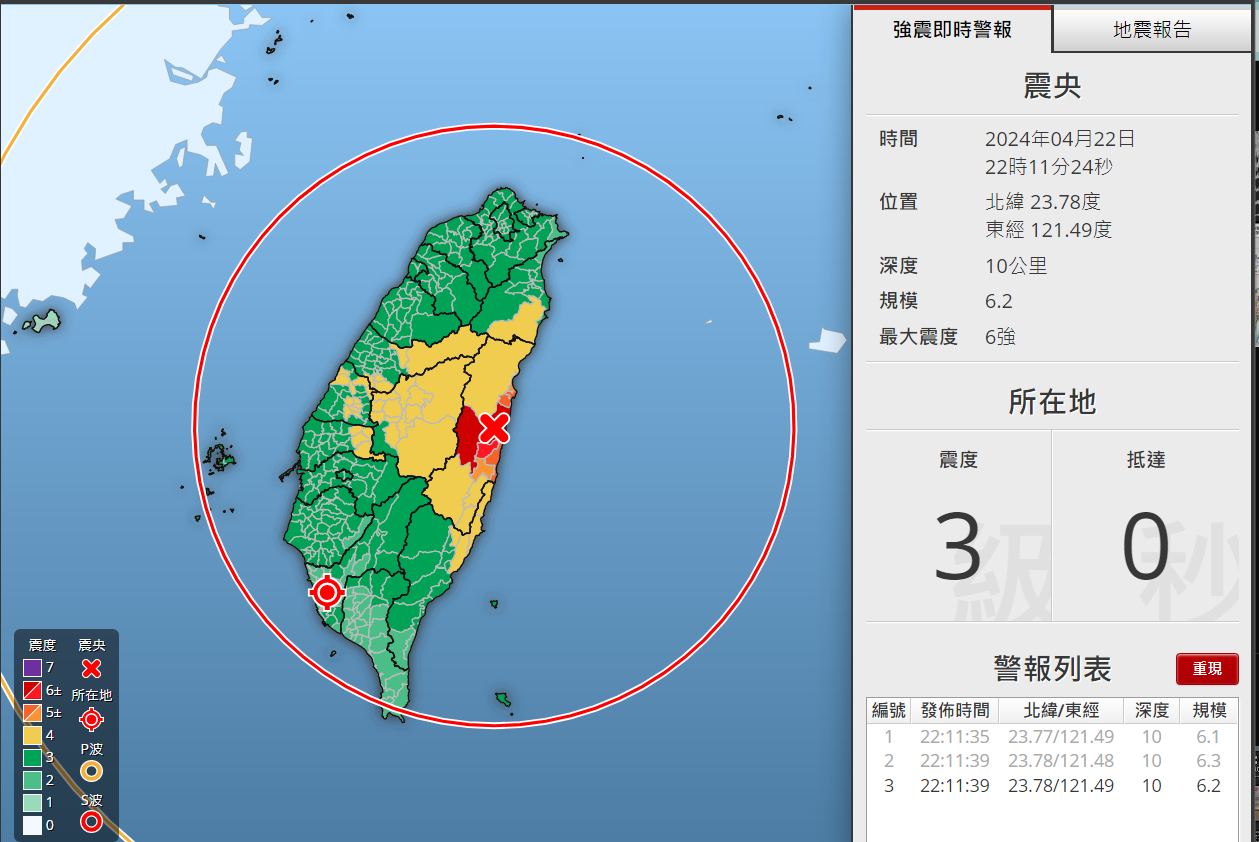 強震即時警報
地震報告
震央
時間 2024年04月22日
22時11分24秒
位置 北緯 23.78度
東經 121.49度
深度 10公里
規模 6.2
最大震度 6強
所在地
震度 抵達
3 級 0 秒
警報列表 重現
編號 發佈時間 北緯/東經 深度 規模
1 22:11:35 23.77/121.49 10 6.1
2 22:11:39 23.78/121.48 10 6.3
3 22:11:39 23.78/121.49 10 6.2
震度 震央
7
6± 所在地
5±
4 P波
3
2
1 S波
0